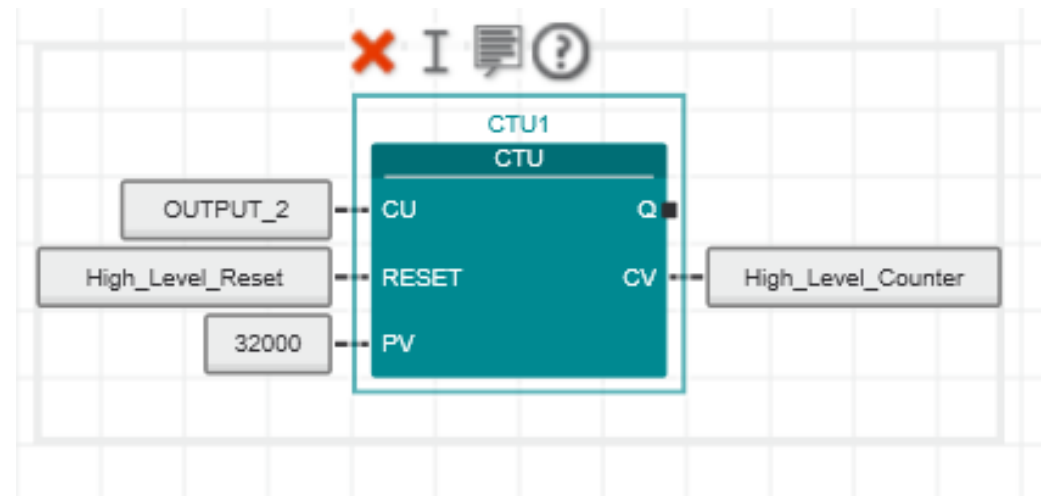 CTU1
CTU
OUTPUT_2 CU Q
High_Level_Reset RESET CV High_Level_Counter
32000 PV